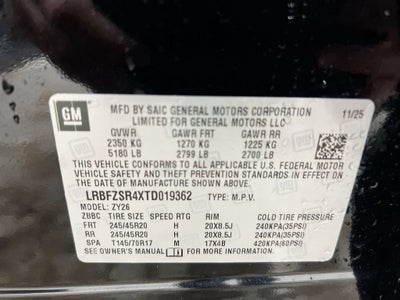 GM
MFD BY SAIC GENERAL MOTORS CORPORATION 11/25
LIMITED FOR GENERAL MOTORS LLC
GVWR GAWR FRT GAWR RR
2350 KG 1270 KG 1225 KG
5180 LB 2799 LB 2700 LB
THIS VEHICLE CONFORMS TO ALL APPLICABLE U.S. FEDERAL MOTOR
VEHICLE SAFETY AND THEFT PREVENTION STANDARDS IN EFFECT ON
THE DATE OF MANUFACTURE SHOWN ABOVE.
LRBFZSR4XTD019362 TYPE: M.P.V.
MODEL: ZY26
ZBBC TIRE SIZE SPEED RTG RIM COLD TIRE PRESSURE
FRT 245/45R20 H 20X8.5J 240KPA(35PSI)
RR 245/45R20 H 20X8.5J 240KPA(35PSI)
SPA T145/70R17 M 17X4B 420KPA(60PSI)
SEE OWNER'S MANUAL FOR ADDITIONAL INFORMATION.